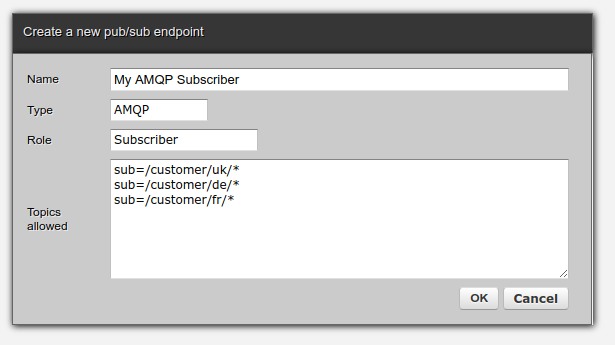 Create a new pub/sub endpoint
Name
My AMQP Subscriber
Type
AMQP
Role
Subscriber
Topics allowed
sub=/customer/uk/*
sub=/customer/de/*
sub=/customer/fr/*
OK
Cancel